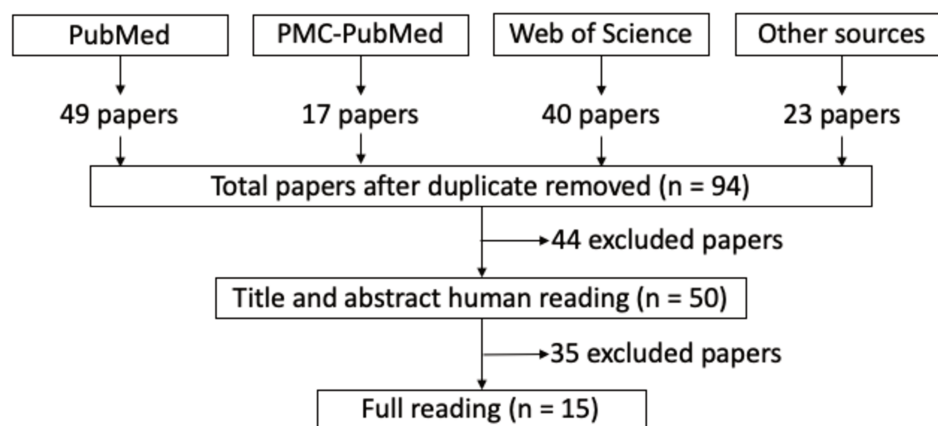 PubMed
PMC-PubMed
Web of Science
Other sources
49 papers
17 papers
40 papers
23 papers
Total papers after duplicate removed (n = 94)
44 excluded papers
Title and abstract human reading (n = 50)
35 excluded papers
Full reading (n = 15)